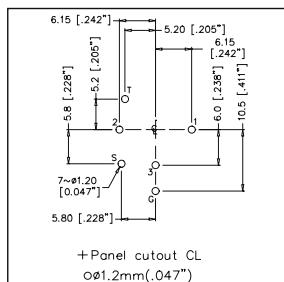 6.15 [.242"]
5.20 [.205"]
6.15
[.242"]
5.2 [.205"]
5.8 [.228"]
6.0 [.238"]
10.5 [.411"]
T
2
1
S
3
G
7~ø1.20
[0.047"]
5.80 [.228"]
+Panel cutout CL
oø1.2mm(.047")